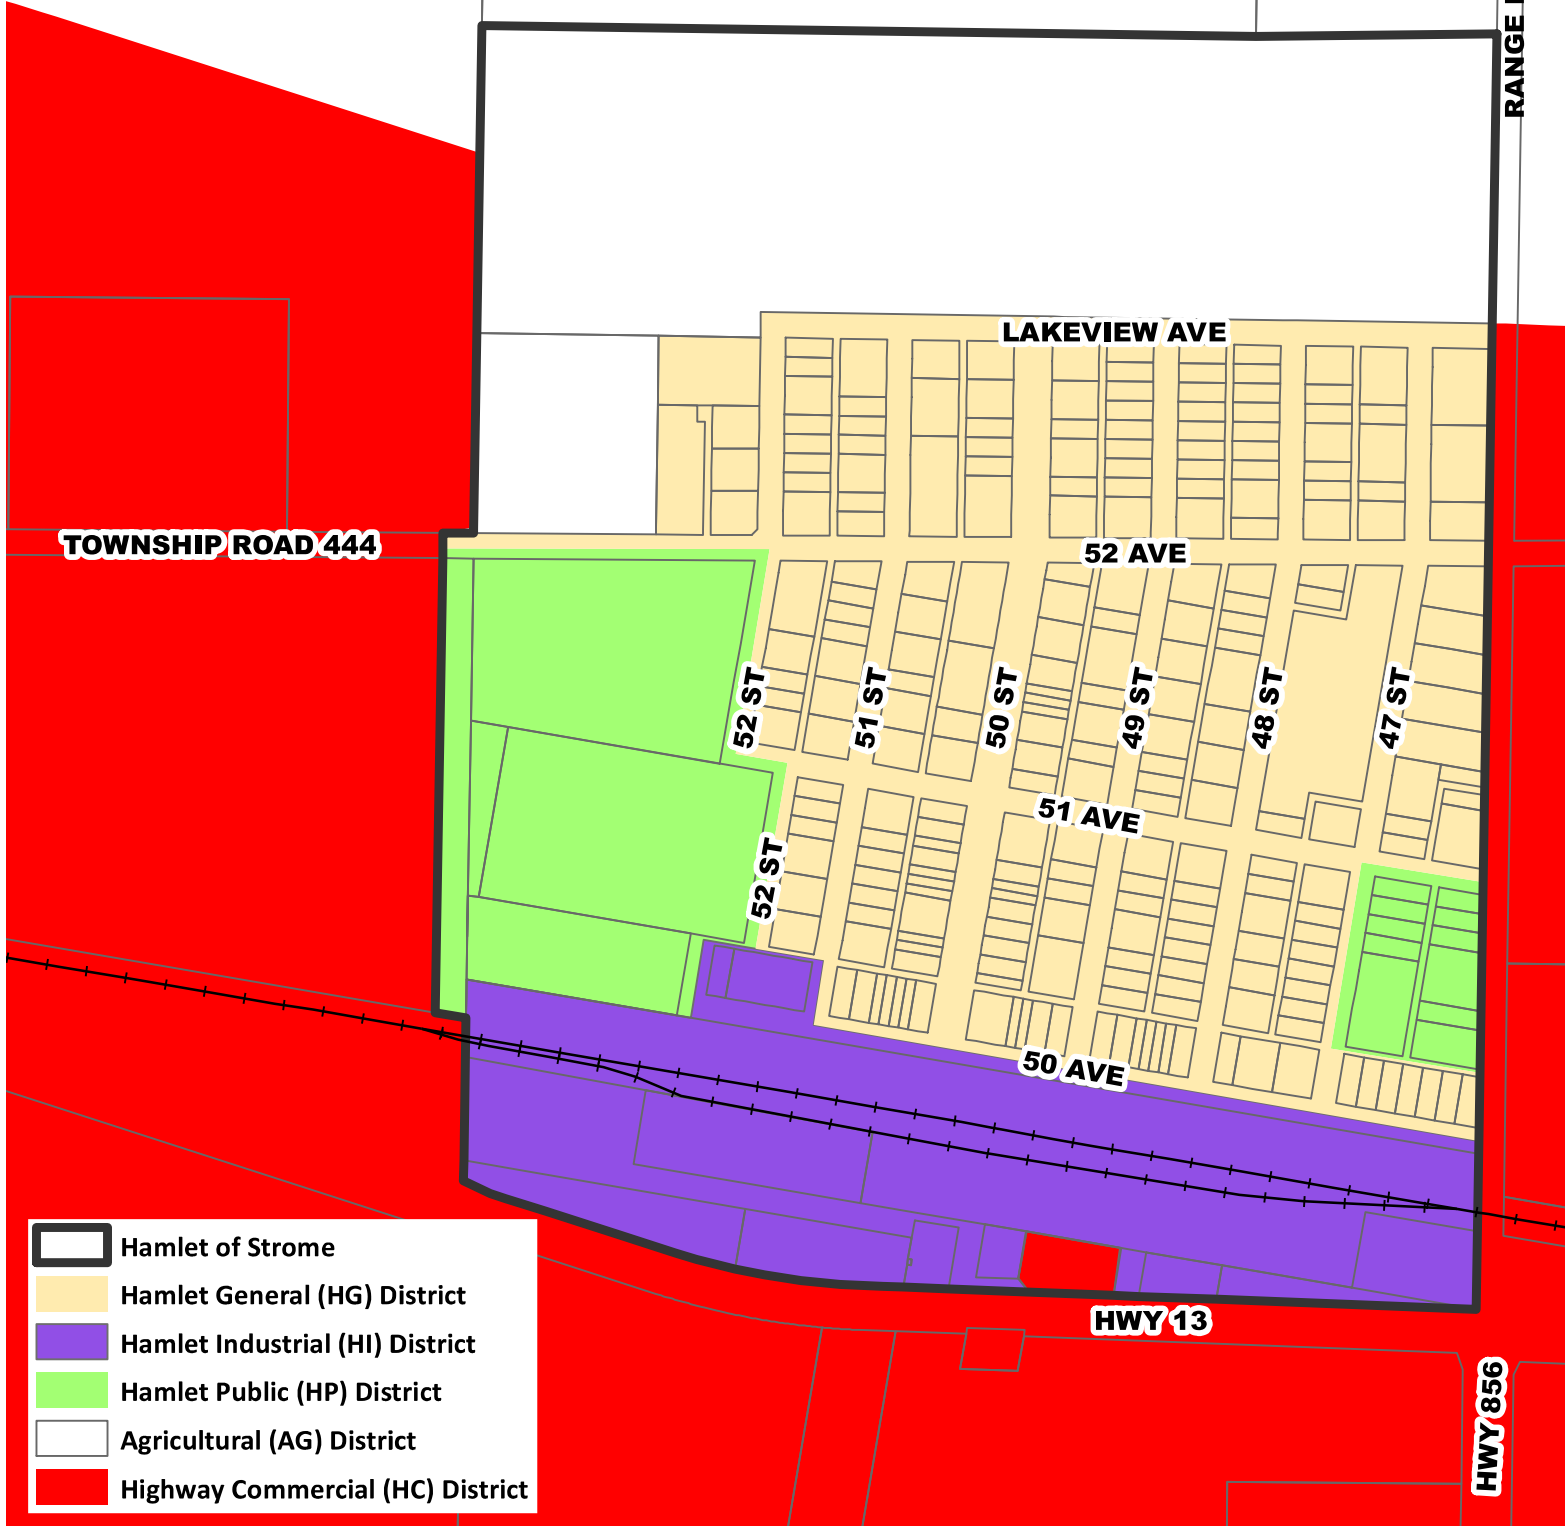 RANGE
LAKEVIEW AVE
TOWNSHIP ROAD 444
52 AVE
52 ST
51 ST
50 ST
49 ST
48 ST
47 ST
51 AVE
52 ST
50 AVE
HWY 13
HWY 856
Hamlet of Strome
Hamlet General (HG) District
Hamlet Industrial (HI) District
Hamlet Public (HP) District
Agricultural (AG) District
Highway Commercial (HC) District